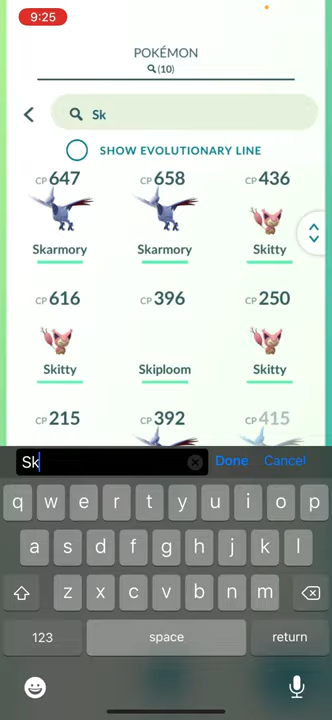 9:25
POKÉMON
(10)
Sk
SHOW EVOLUTIONARY LINE
CP 647 CP 658 CP 436
Skarmory Skarmory Skitty
CP 616 CP 396 CP 250
Skitty Skiploom Skitty
CP 215 CP 392 CP 415
Sk Done Cancel
q w e r t y u i o p
a s d f g h j k l
z x c v b n m
123 space return